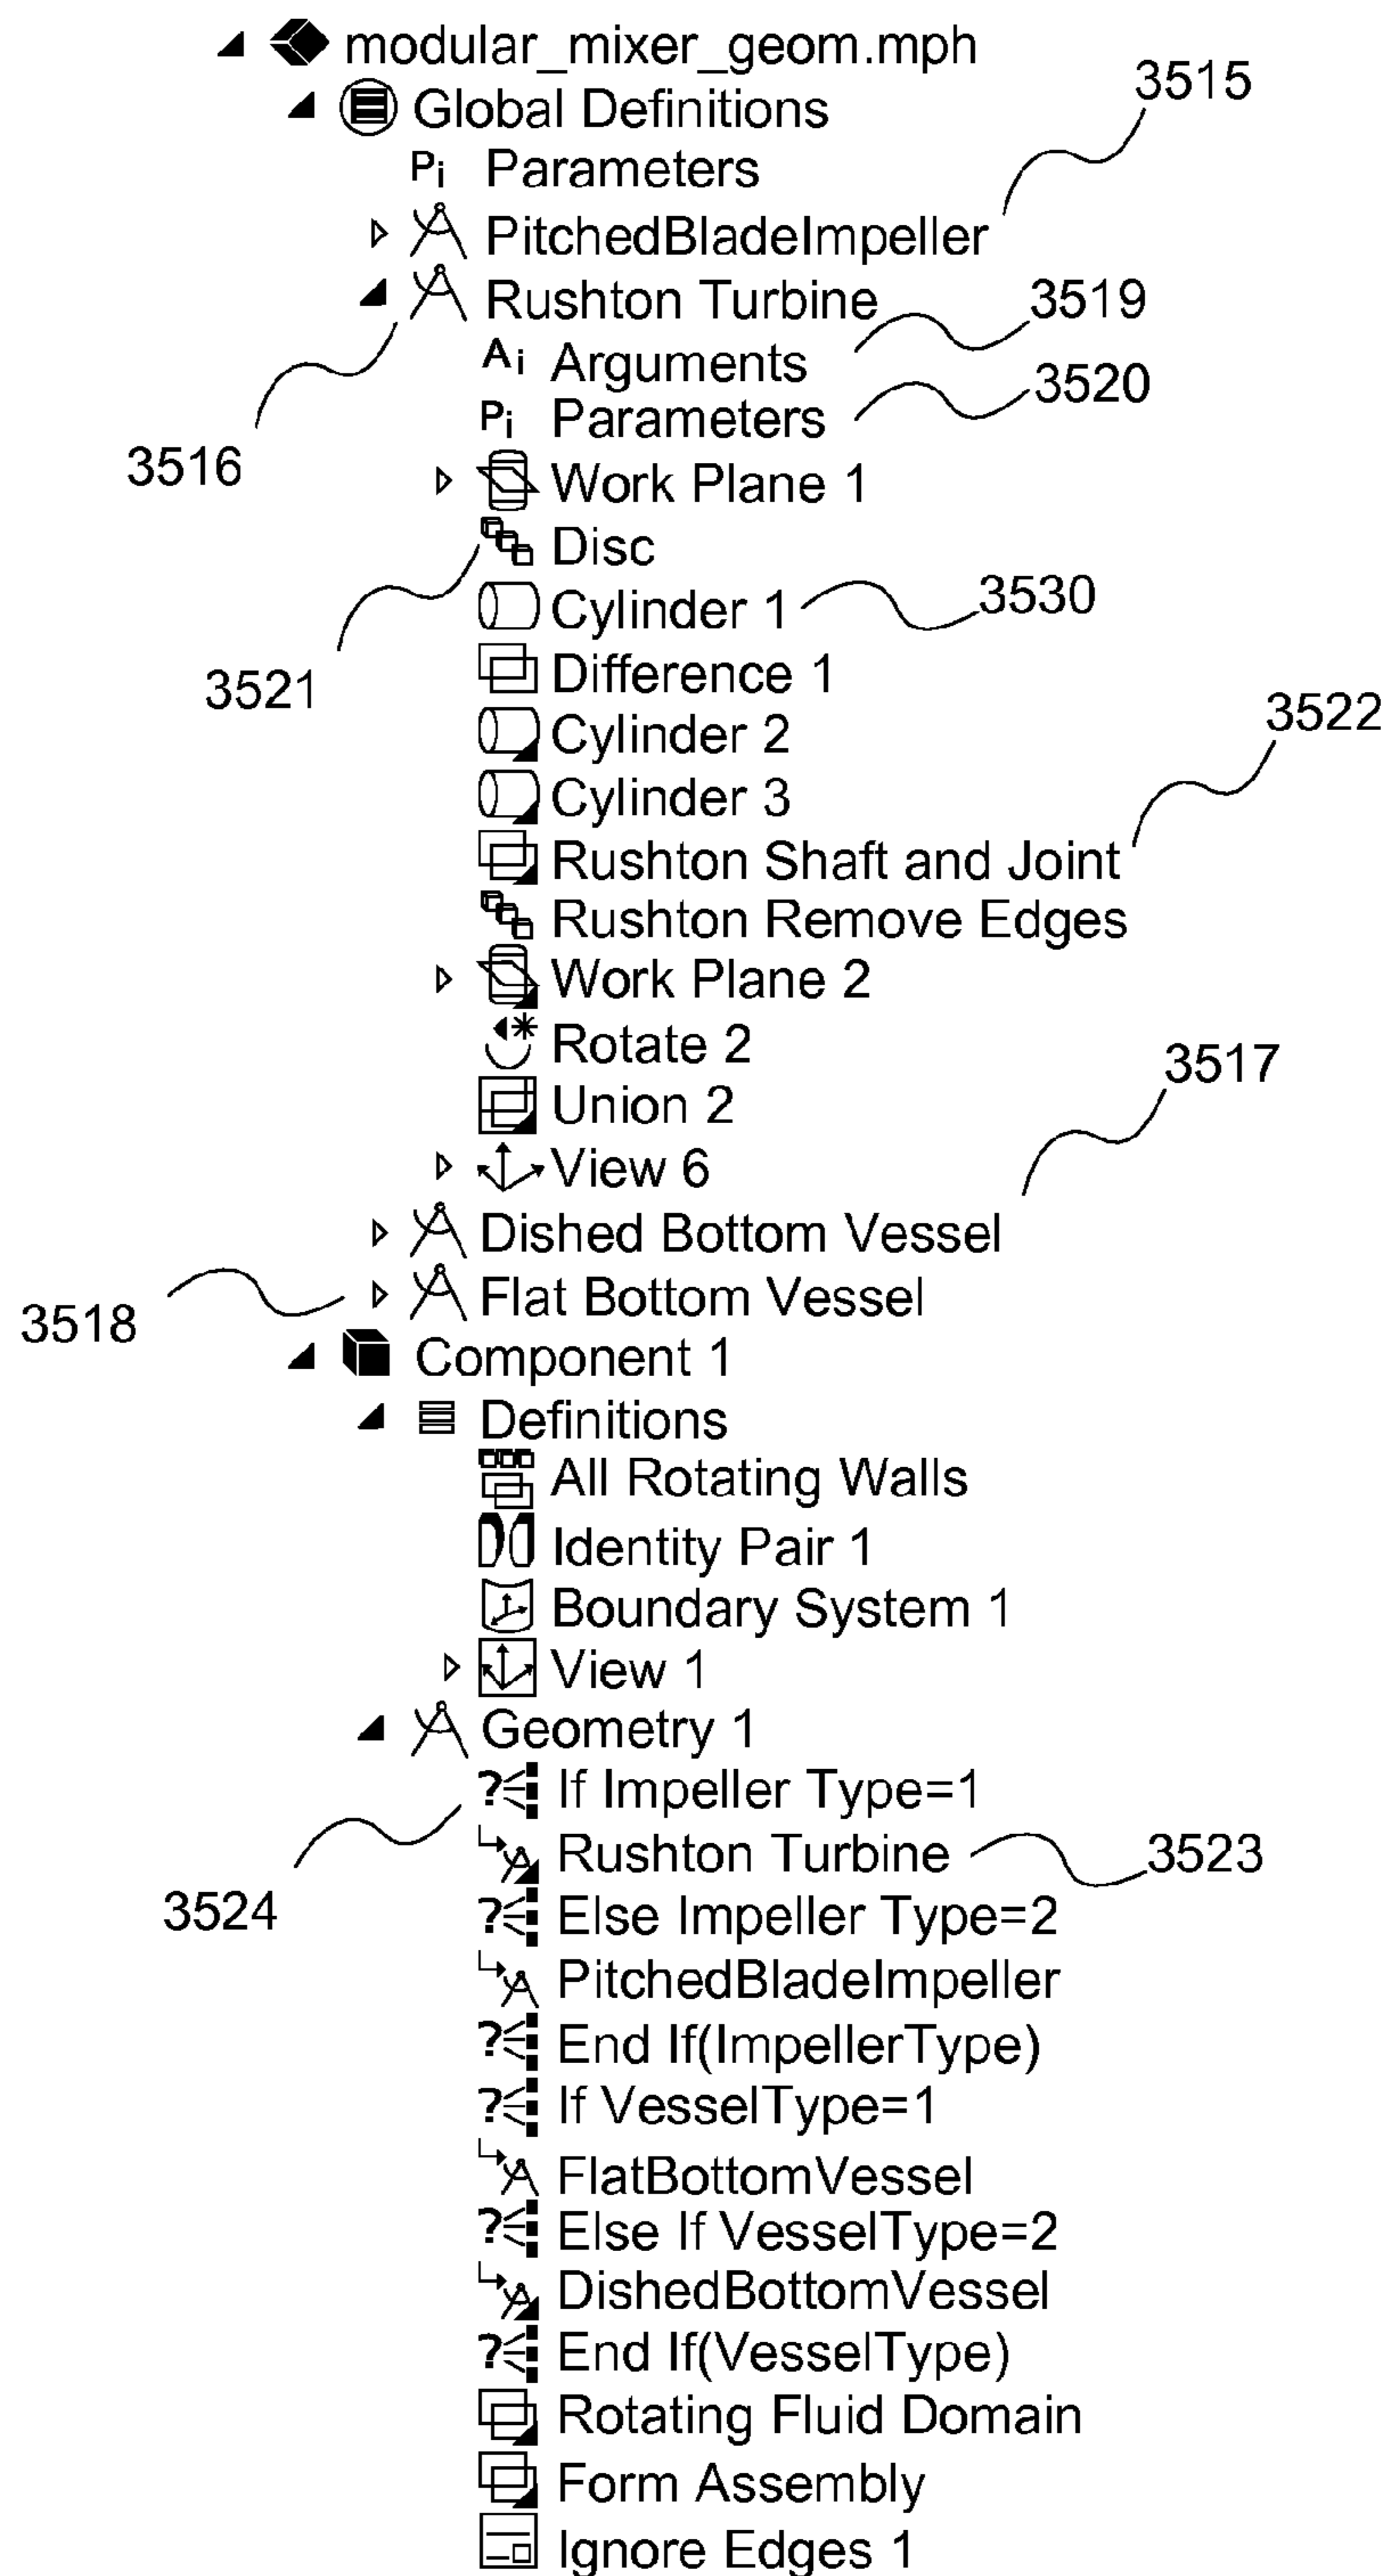 modular_mixer_geom.mph
Global Definitions
3515
Pi Parameters
PitchedBladeImpeller
Rushton Turbine
3519
Ai Arguments
3520
Pi Parameters
3516
Work Plane 1
Disc
Cylinder 1
3530
3521
Difference 1
3522
Cylinder 2
Cylinder 3
Rushton Shaft and Joint
Rushton Remove Edges
Work Plane 2
Rotate 2
3517
Union 2
View 6
Dished Bottom Vessel
Flat Bottom Vessel
3518
Component 1
Definitions
All Rotating Walls
Identity Pair 1
Boundary System 1
View 1
Geometry 1
If Impeller Type=1
Rushton Turbine
3523
3524
Else Impeller Type=2
PitchedBladeImpeller
End If(ImpellerType)
If VesselType=1
FlatBottomVessel
Else If VesselType=2
DishedBottomVessel
End If(VesselType)
Rotating Fluid Domain
Form Assembly
Ignore Edges 1